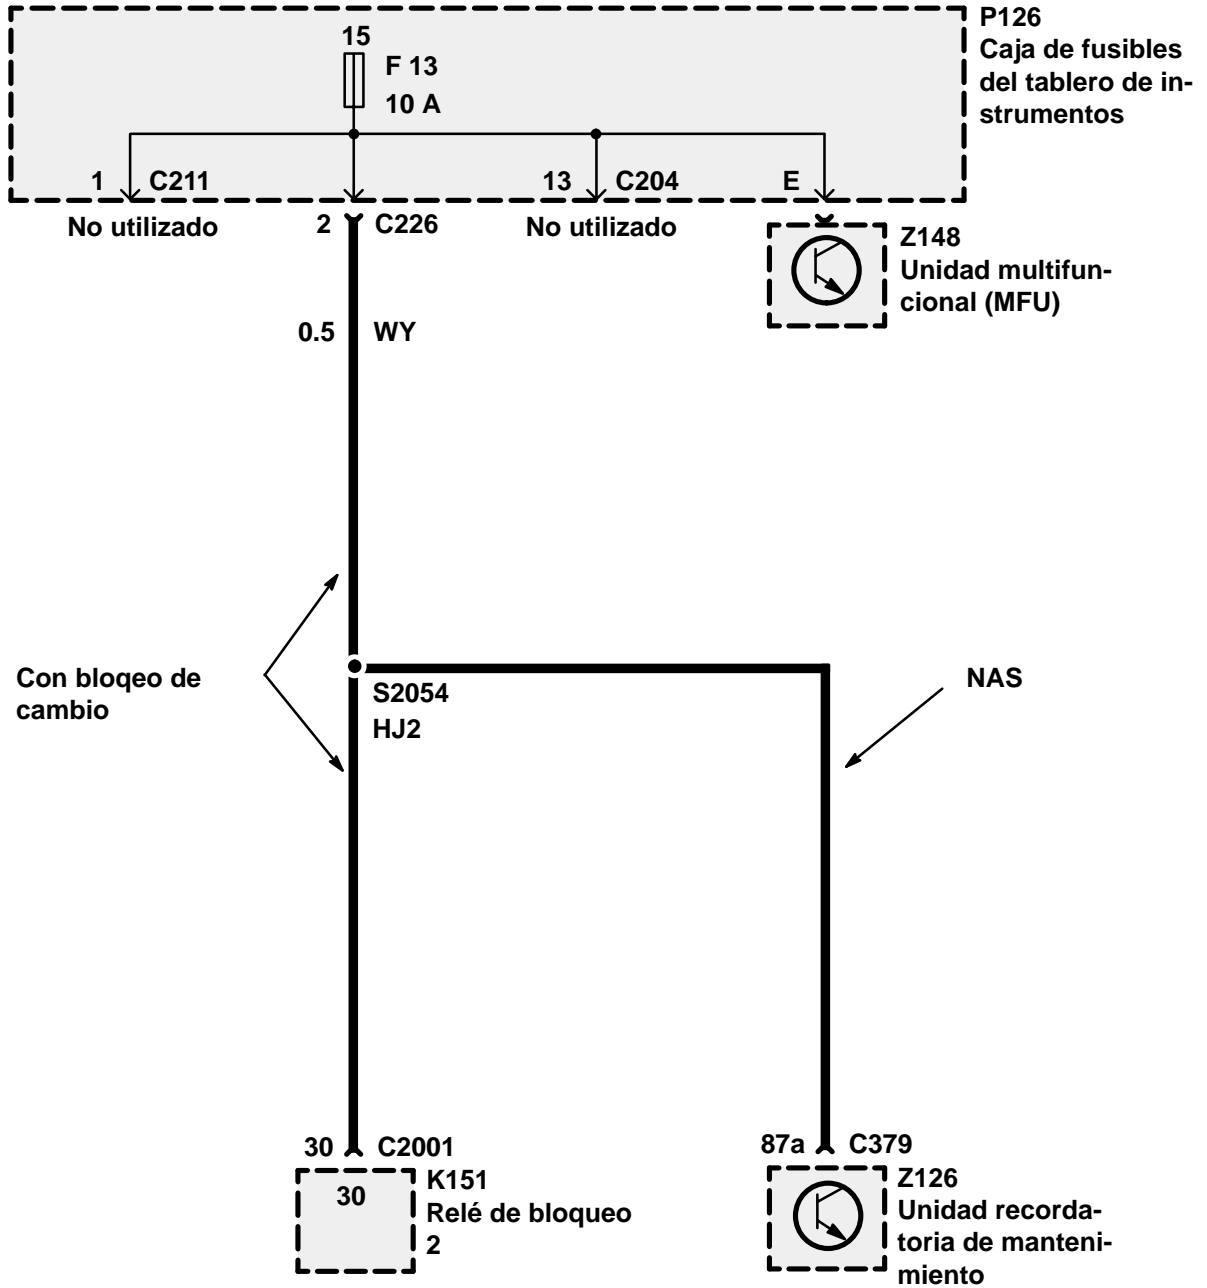 P126
Caja de fusibles
del tablero de in-
strumentos
15
F 13
10 A
1 C211
13 C204
E
No utilizado
2 C226
No utilizado
Z148
Unidad multifun-
cional (MFU)
0.5 WY
Con bloqeo de
cambio
S2054
HJ2
NAS
30 C2001
K151
30
Relé de bloqueo
2
87a C379
Z126
Unidad recorda-
toria de manteni-
miento